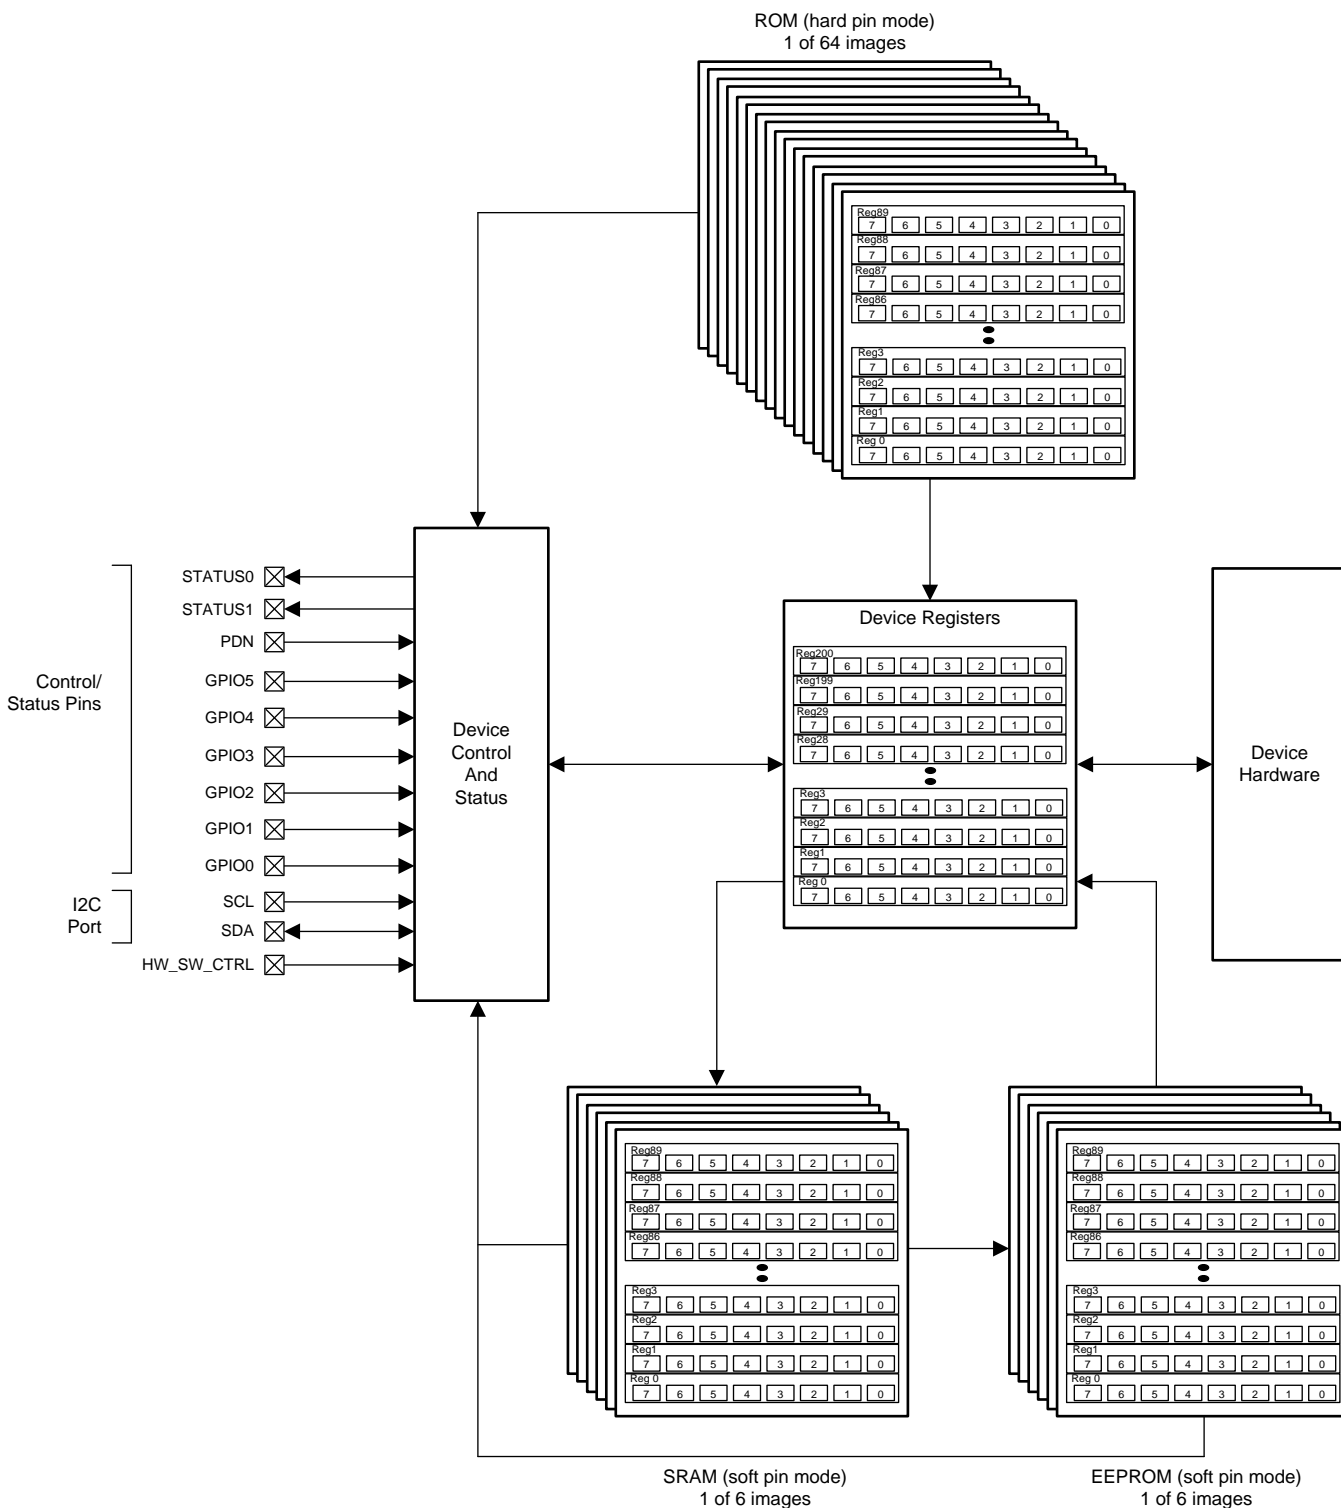 ROM (hard pin mode)
1 of 64 images
Reg89
7 6 5 4 3 2 1 0
Reg88
7 6 5 4 3 2 1 0
Reg87
7 6 5 4 3 2 1 0
Reg86
7 6 5 4 3 2 1 0
Reg3
7 6 5 4 3 2 1 0
Reg2
7 6 5 4 3 2 1 0
Reg1
7 6 5 4 3 2 1 0
Reg 0
7 6 5 4 3 2 1 0
Control/
Status Pins
STATUS0
STATUS1
PDN
GPIO5
GPIO4
GPIO3
GPIO2
GPIO1
GPIO0
I2C
Port
SCL
SDA
HW_SW_CTRL
Device
Control
And
Status
Device Registers
Reg200
7 6 5 4 3 2 1 0
Reg199
7 6 5 4 3 2 1 0
Reg29
7 6 5 4 3 2 1 0
Reg28
7 6 5 4 3 2 1 0
Reg3
7 6 5 4 3 2 1 0
Reg2
7 6 5 4 3 2 1 0
Reg1
7 6 5 4 3 2 1 0
Reg 0
7 6 5 4 3 2 1 0
Device
Hardware
Reg89
7 6 5 4 3 2 1 0
Reg88
7 6 5 4 3 2 1 0
Reg87
7 6 5 4 3 2 1 0
Reg86
7 6 5 4 3 2 1 0
Reg3
7 6 5 4 3 2 1 0
Reg2
7 6 5 4 3 2 1 0
Reg1
7 6 5 4 3 2 1 0
Reg 0
7 6 5 4 3 2 1 0
SRAM (soft pin mode)
1 of 6 images
Reg89
7 6 5 4 3 2 1 0
Reg88
7 6 5 4 3 2 1 0
Reg87
7 6 5 4 3 2 1 0
Reg86
7 6 5 4 3 2 1 0
Reg3
7 6 5 4 3 2 1 0
Reg2
7 6 5 4 3 2 1 0
Reg1
7 6 5 4 3 2 1 0
Reg 0
7 6 5 4 3 2 1 0
EEPROM (soft pin mode)
1 of 6 images